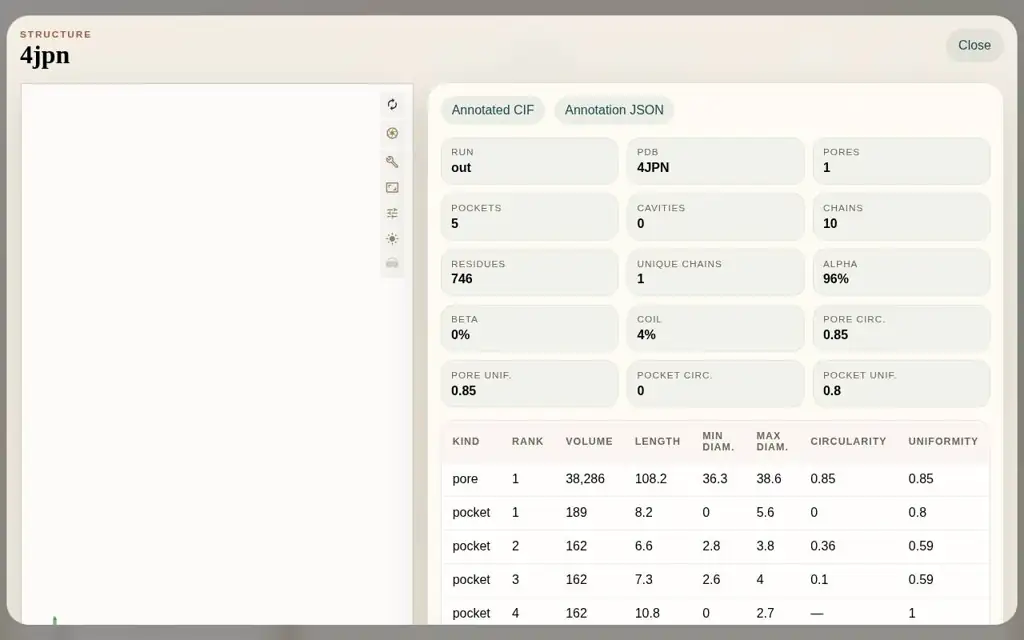 STRUCTURE
4jpn
Close
Annotated CIF
Annotation JSON
RUN
out
PDB
4JPN
PORES
1
POCKETS
5
CAVITIES
0
CHAINS
10
RESIDUES
746
UNIQUE CHAINS
1
ALPHA
96%
BETA
0%
COIL
4%
PORE CIRC.
0.85
PORE UNIF.
0.85
POCKET CIRC.
0
POCKET UNIF.
0.8
KIND RANK VOLUME LENGTH MIN DIAM. MAX DIAM. CIRCULARITY UNIFORMITY
pore 1 38,286 108.2 36.3 38.6 0.85 0.85
pocket 1 189 8.2 0 5.6 0 0.8
pocket 2 162 6.6 2.8 3.8 0.36 0.59
pocket 3 162 7.3 2.6 4 0.1 0.59
pocket 4 162 10.8 0 2.7 — 1